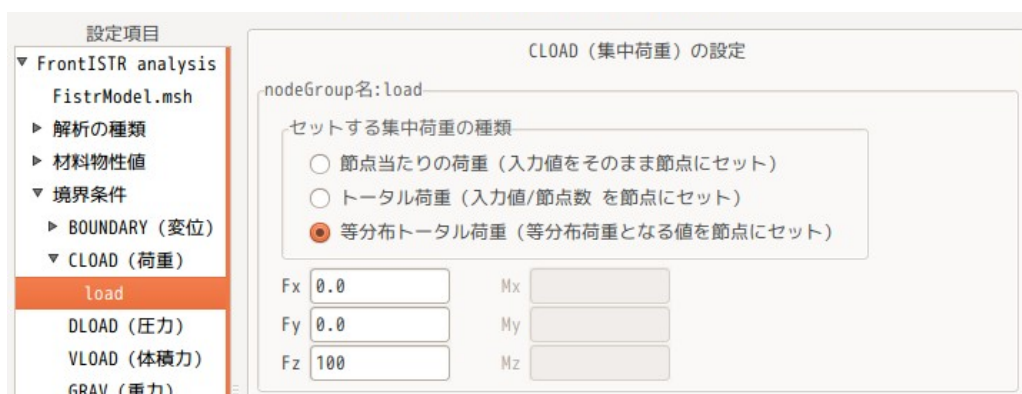 設定項目
▼ FrontISTR analysis
FistrModel.msh
▶ 解析の種類
▶ 材料物性値
▼ 境界条件
▶ BOUNDARY (変位)
▼ CLOAD (荷重)
load
DLOAD (圧力)
VLOAD (体積力)
GRAV (重力)
CLOAD (集中荷重) の設定
nodeGroup名:load
セットする集中荷重の種類
節点当たりの荷重 (入力値をそのまま節点にセット)
トータル荷重 (入力値/節点数 を節点にセット)
等分布トータル荷重 (等分布荷重となる値を節点にセット)
Fx 0.0 Mx
Fy 0.0 My
Fz 100 Mz